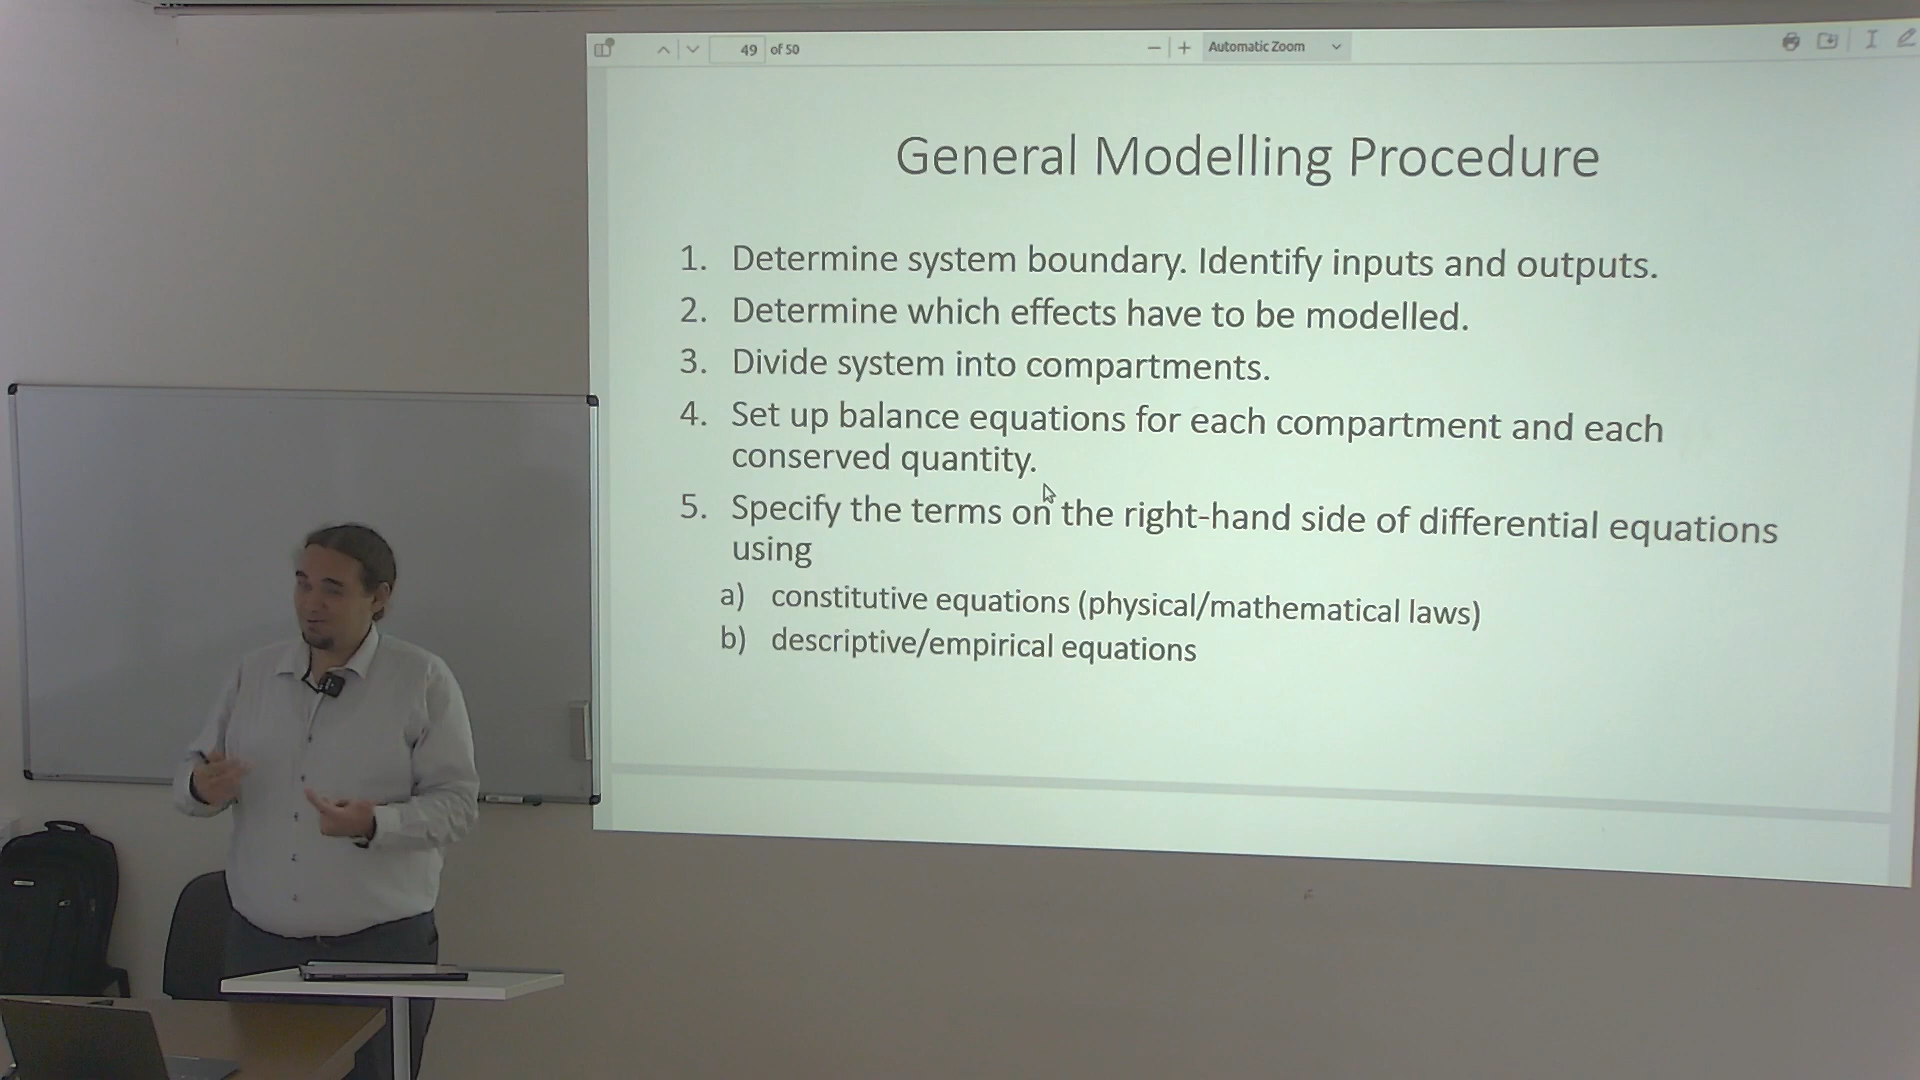 49 of 50
Automatic Zoom
General Modelling Procedure
1. Determine system boundary. Identify inputs and outputs.
2. Determine which effects have to be modelled.
3. Divide system into compartments.
4. Set up balance equations for each compartment and each
conserved quantity.
5. Specify the terms on the right-hand side of differential equations
using
a) constitutive equations (physical/mathematical laws)
b) descriptive/empirical equations